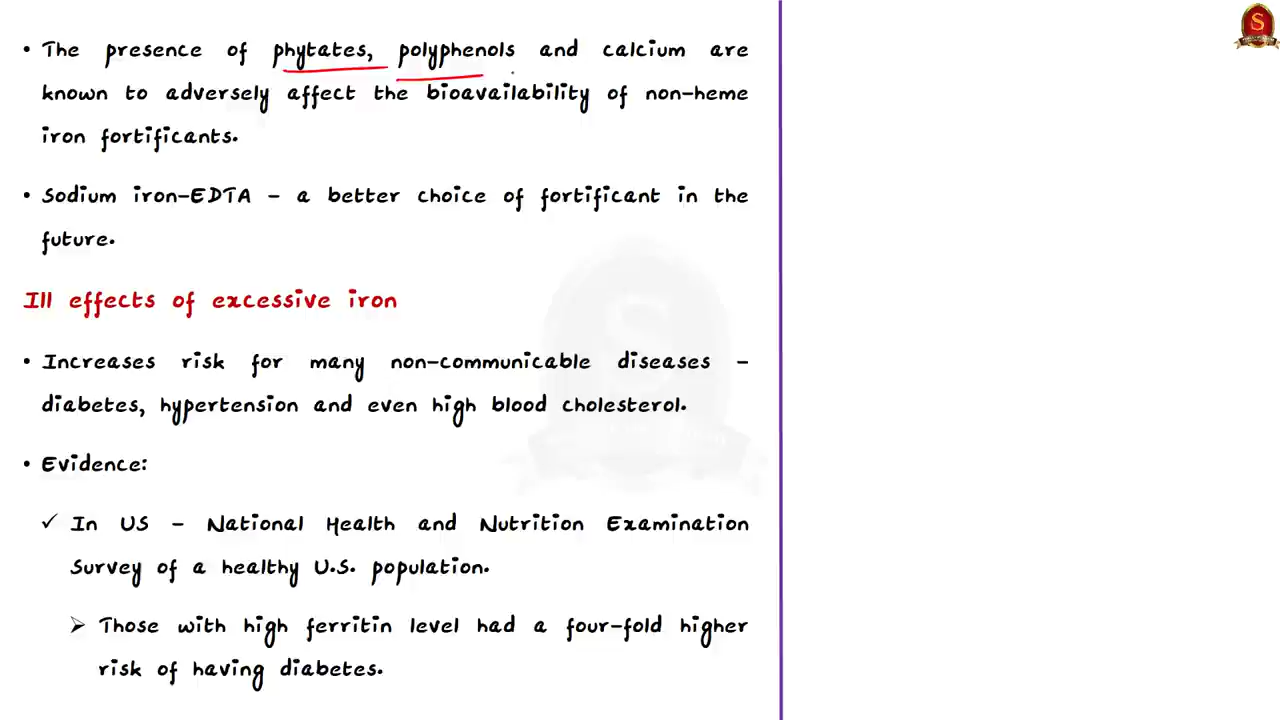 • The presence of phytates, polyphenols and calcium are
known to adversely affect the bioavailability of non-heme
iron fortificants.
• Sodium iron-EDTA - a better choice of fortificant in the
future.
Ill effects of excessive iron
• Increases risk for many non-communicable diseases -
diabetes, hypertension and even high blood cholesterol.
• Evidence:
✓ In US - National Health and Nutrition Examination
Survey of a healthy U.S. population.
➢ Those with high ferritin level had a four-fold higher
risk of having diabetes.
S